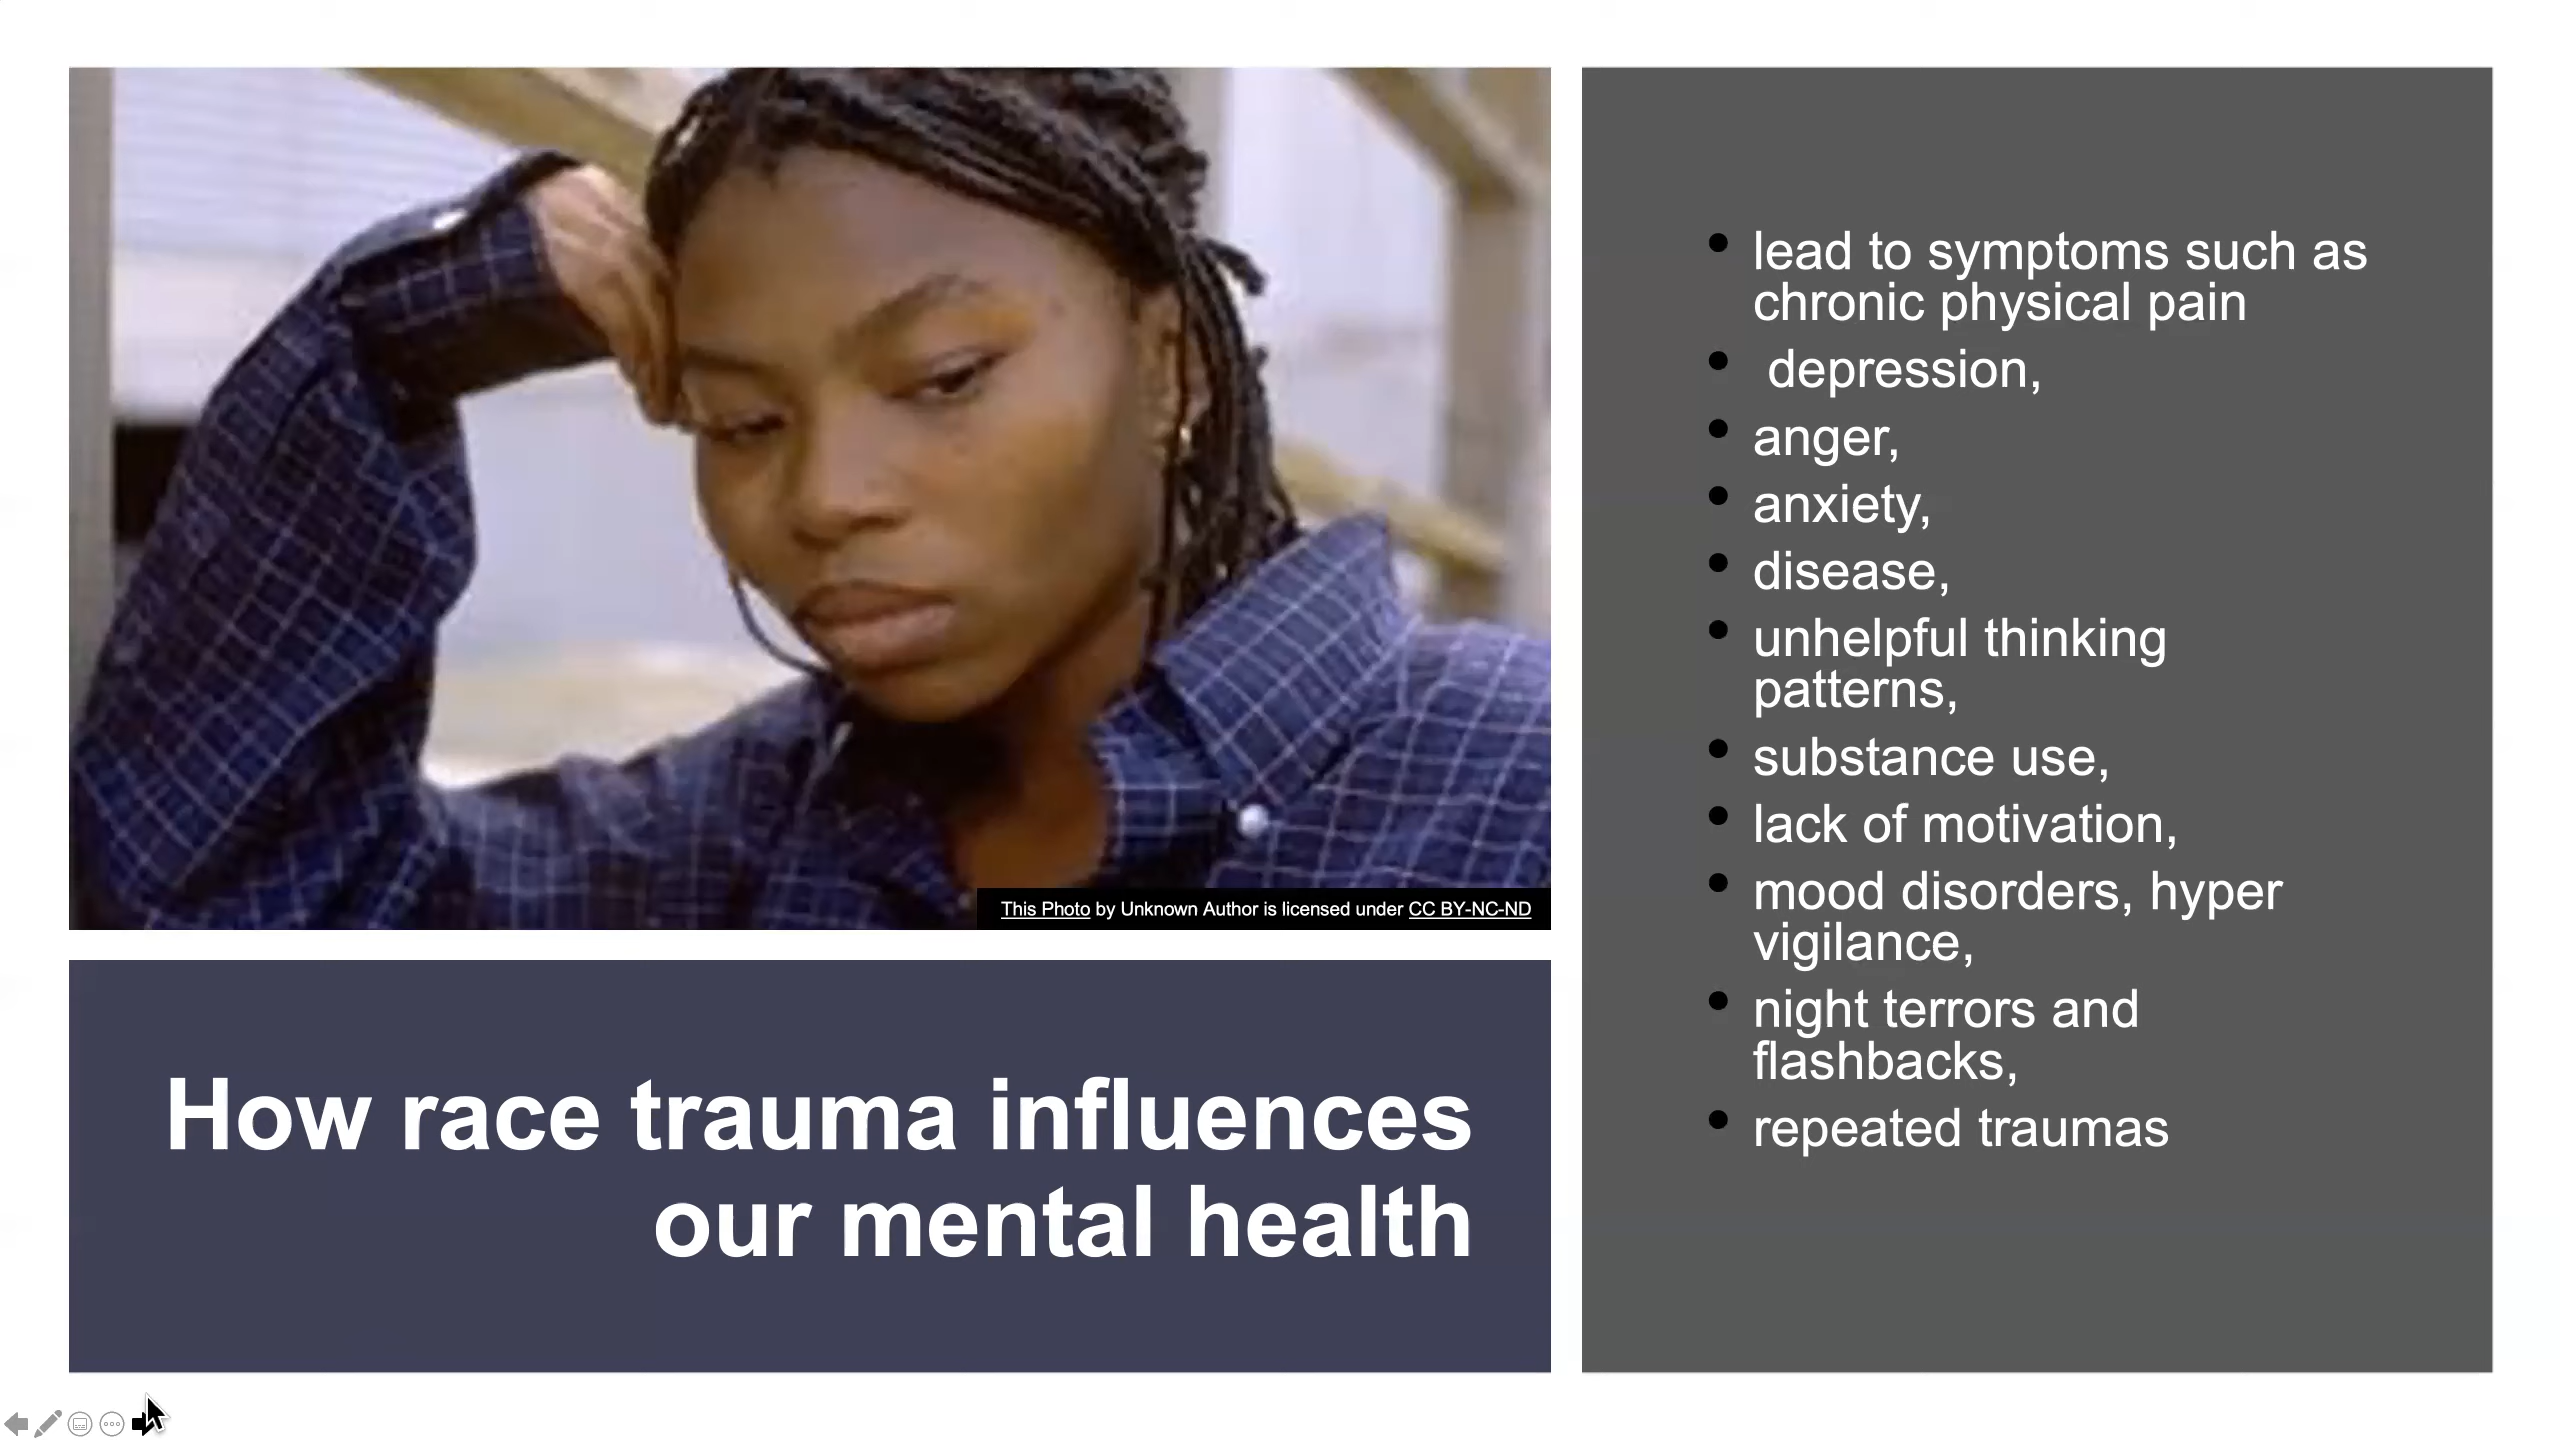 This Photo by Unknown Author is licensed under CC BY-NC-ND
How race trauma influences
our mental health
lead to symptoms such as
chronic physical pain
depression,
anger,
anxiety,
disease,
unhelpful thinking
patterns,
substance use,
lack of motivation,
mood disorders, hyper
vigilance,
night terrors and
flashbacks,
repeated traumas